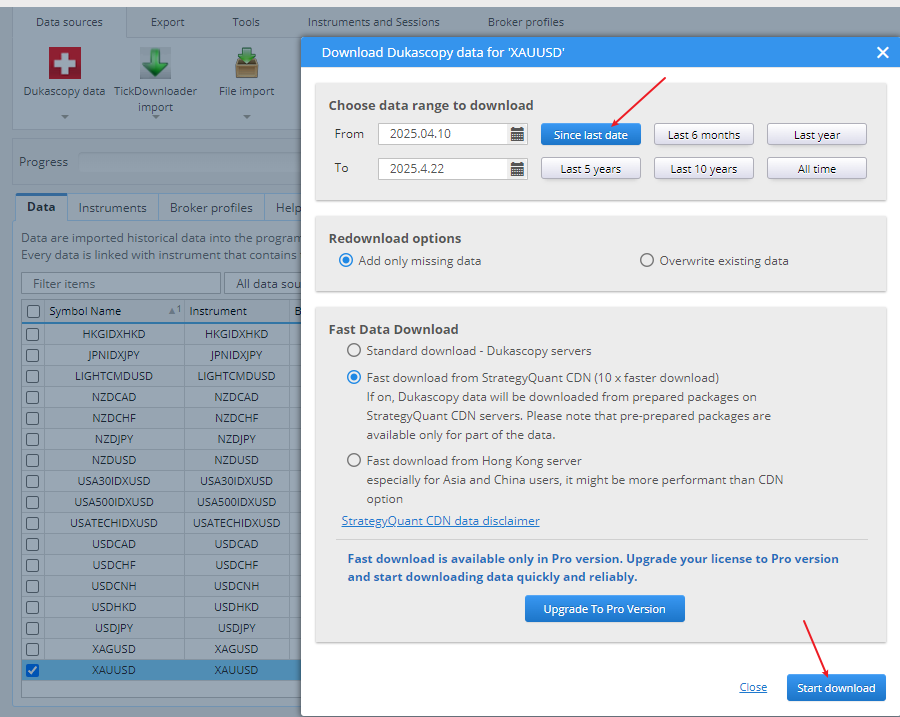 Data sources
Export
Tools
Instruments and Sessions
Broker profiles
Dukascopy data
TickDownloader
import
File import
Progress
Data
Instruments
Broker profiles
Help
Data are imported historical data into the program
Every data is linked with instrument that contains
Filter items
All data sou
Symbol Name
1
Instrument
B
HKGIDXHKD
HKGIDXHKD
JPNIDXJPY
JPNIDXJPY
LIGHTCMDUSD
LIGHTCMDUSD
NZDCAD
NZDCAD
NZDCHF
NZDCHF
NZDJPY
NZDJPY
NZDUSD
NZDUSD
USA30IDXUSD
USA30IDXUSD
USA500IDXUSD
USA500IDXUSD
USATECHIDXUSD
USATECHIDXUSD
USDCAD
USDCAD
USDCHF
USDCHF
USDCNH
USDCNH
USDHKD
USDHKD
USDJPY
USDJPY
XAGUSD
XAGUSD
XAUUSD
XAUUSD
Download Dukascopy data for 'XAUUSD'
Choose data range to download
From
2025.04.10
Since last date
Last 6 months
Last year
To
2025.4.22
Last 5 years
Last 10 years
All time
Redownload options
Add only missing data
Overwrite existing data
Fast Data Download
Standard download - Dukascopy servers
Fast download from StrategyQuant CDN (10 x faster download)
If on, Dukascopy data will be downloaded from prepared packages on
StrategyQuant CDN servers. Please note that pre-prepared packages are
available only for part of the data.
Fast download from Hong Kong server
especially for Asia and China users, it might be more performant than CDN
option
StrategyQuant CDN data disclaimer
Fast download is available only in Pro version. Upgrade your license to Pro version
and start downloading data quickly and reliably.
Upgrade To Pro Version
Close
Start download